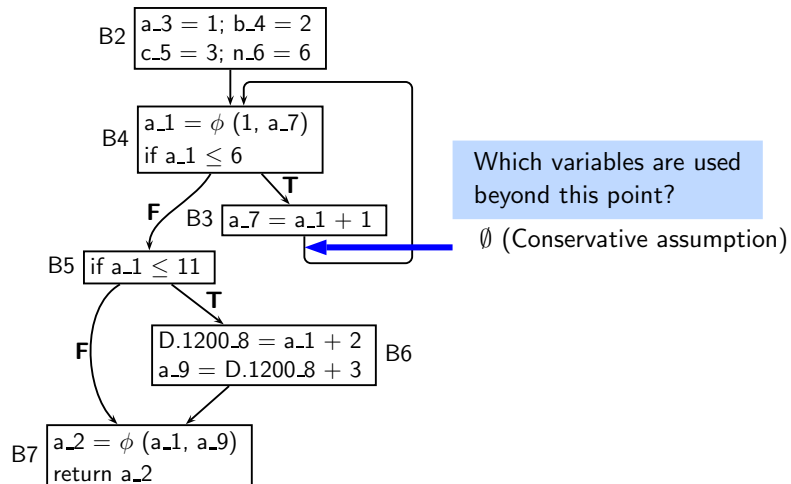 B2
a_3 = 1; b_4 = 2
c_5 = 3; n_6 = 6
B4
a_1 = ϕ (1, a_7)
if a_1 ≤ 6
F
T
B3
a_7 = a_1 + 1
Which variables are used
beyond this point?
∅ (Conservative assumption)
B5
if a_1 ≤ 11
F
T
D.1200_8 = a_1 + 2
a_9 = D.1200_8 + 3
B6
B7
a_2 = ϕ (a_1, a_9)
return a_2